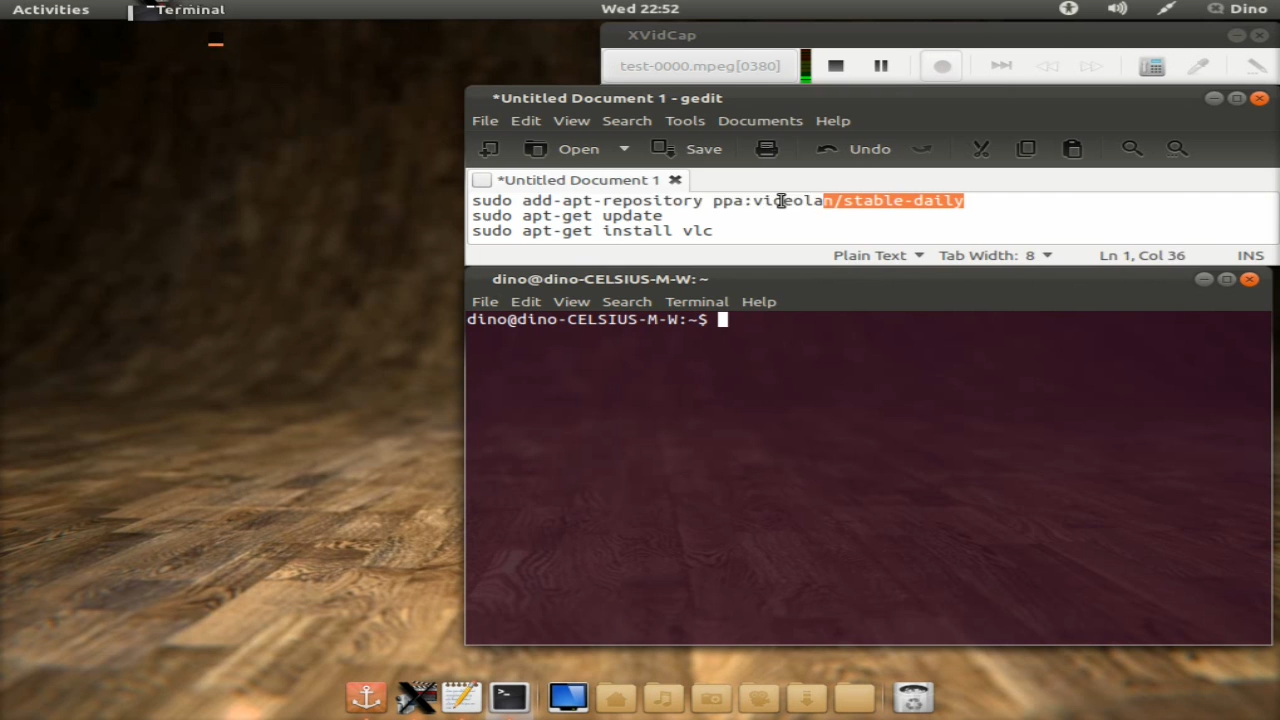 Activities
Terminal
Wed 22:52
Dino
XVidCap
test-0000.mpeg[0380]
*Untitled Document 1 - gedit
File Edit View Search Tools Documents Help
Open Save Undo
*Untitled Document 1
sudo add-apt-repository ppa:videolan/stable-daily
sudo apt-get update
sudo apt-get install vlc
Plain Text Tab Width: 8 Ln 1, Col 36 INS
dino@dino-CELSIUS-M-W: ~
File Edit View Search Terminal Help
dino@dino-CELSIUS-M-W:~$